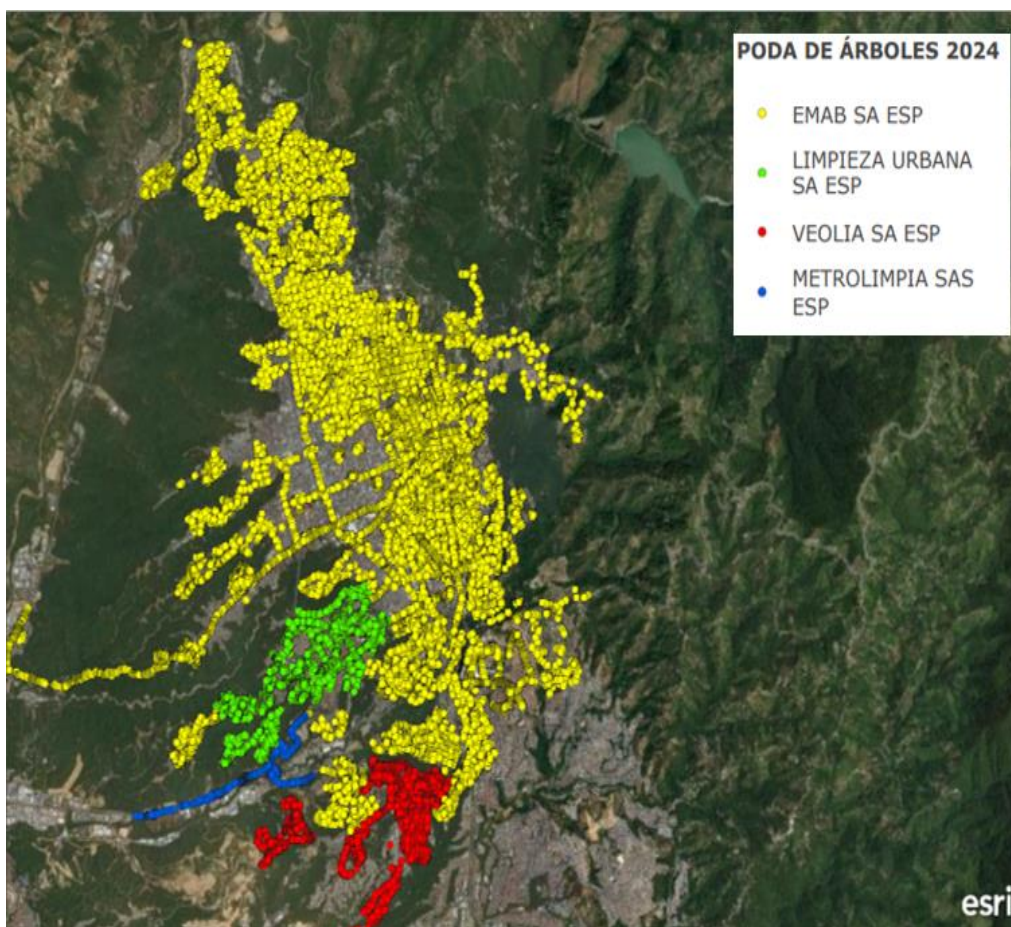 PODA DE ÁRBOLES 2024
EMAB SA ESP
LIMPIEZA URBANA
SA ESP
VEOLIA SA ESP
METROLIMPIA SAS
ESP
esri